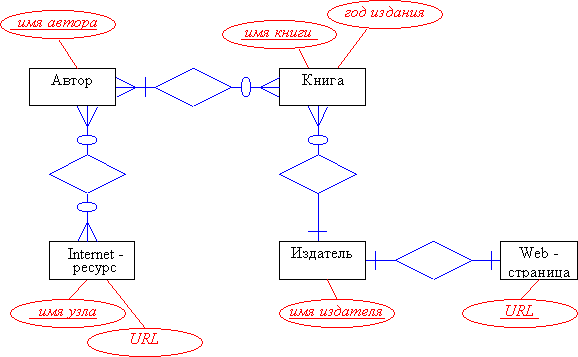 имя автора
имя книги
год издания
Автор
Книга
Internet -
ресурс
Издатель
Web -
страница
имя узла
URL
имя издателя
URL